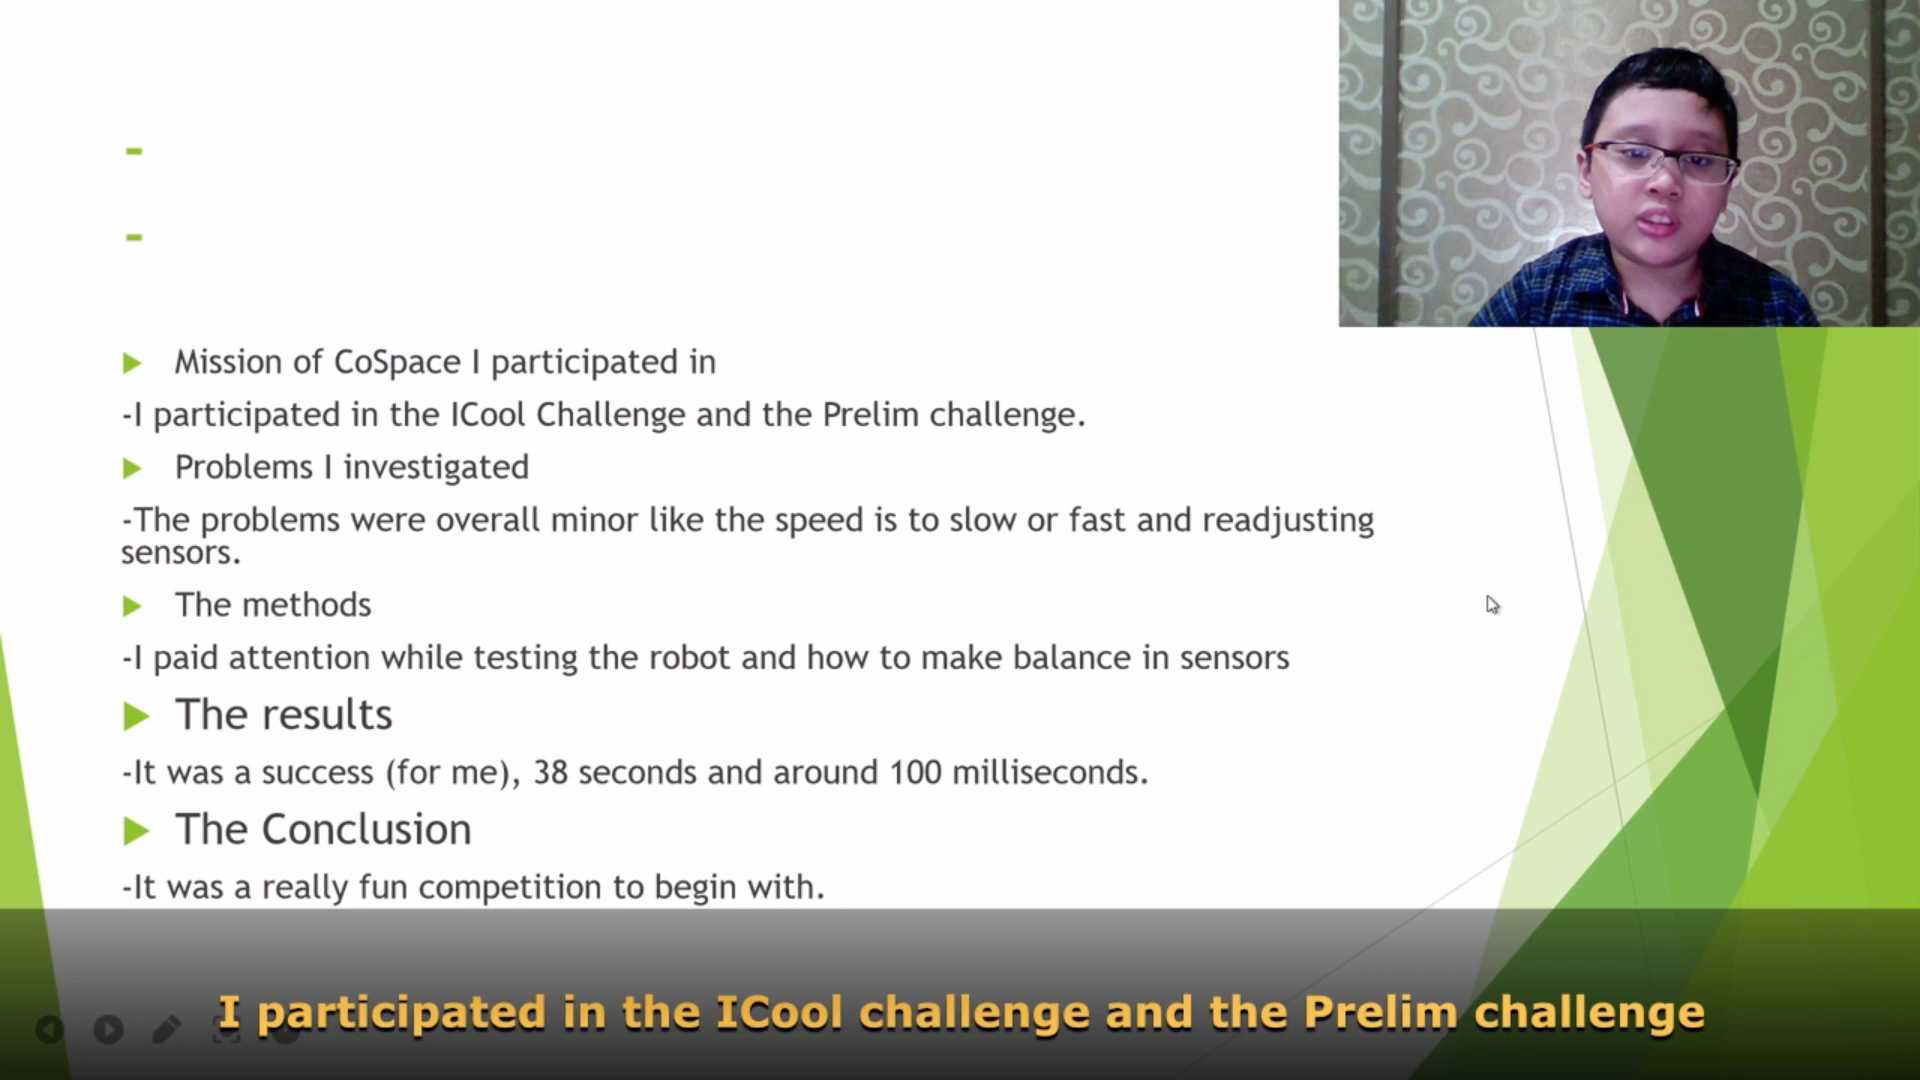 -
-
Mission of CoSpace I participated in
-I participated in the ICool Challenge and the Prelim challenge.
Problems I investigated
-The problems were overall minor like the speed is to slow or fast and readjusting
sensors.
The methods
-I paid attention while testing the robot and how to make balance in sensors
The results
-It was a success (for me), 38 seconds and around 100 milliseconds.
The Conclusion
-It was a really fun competition to begin with.
I participated in the ICool challenge and the Prelim challenge